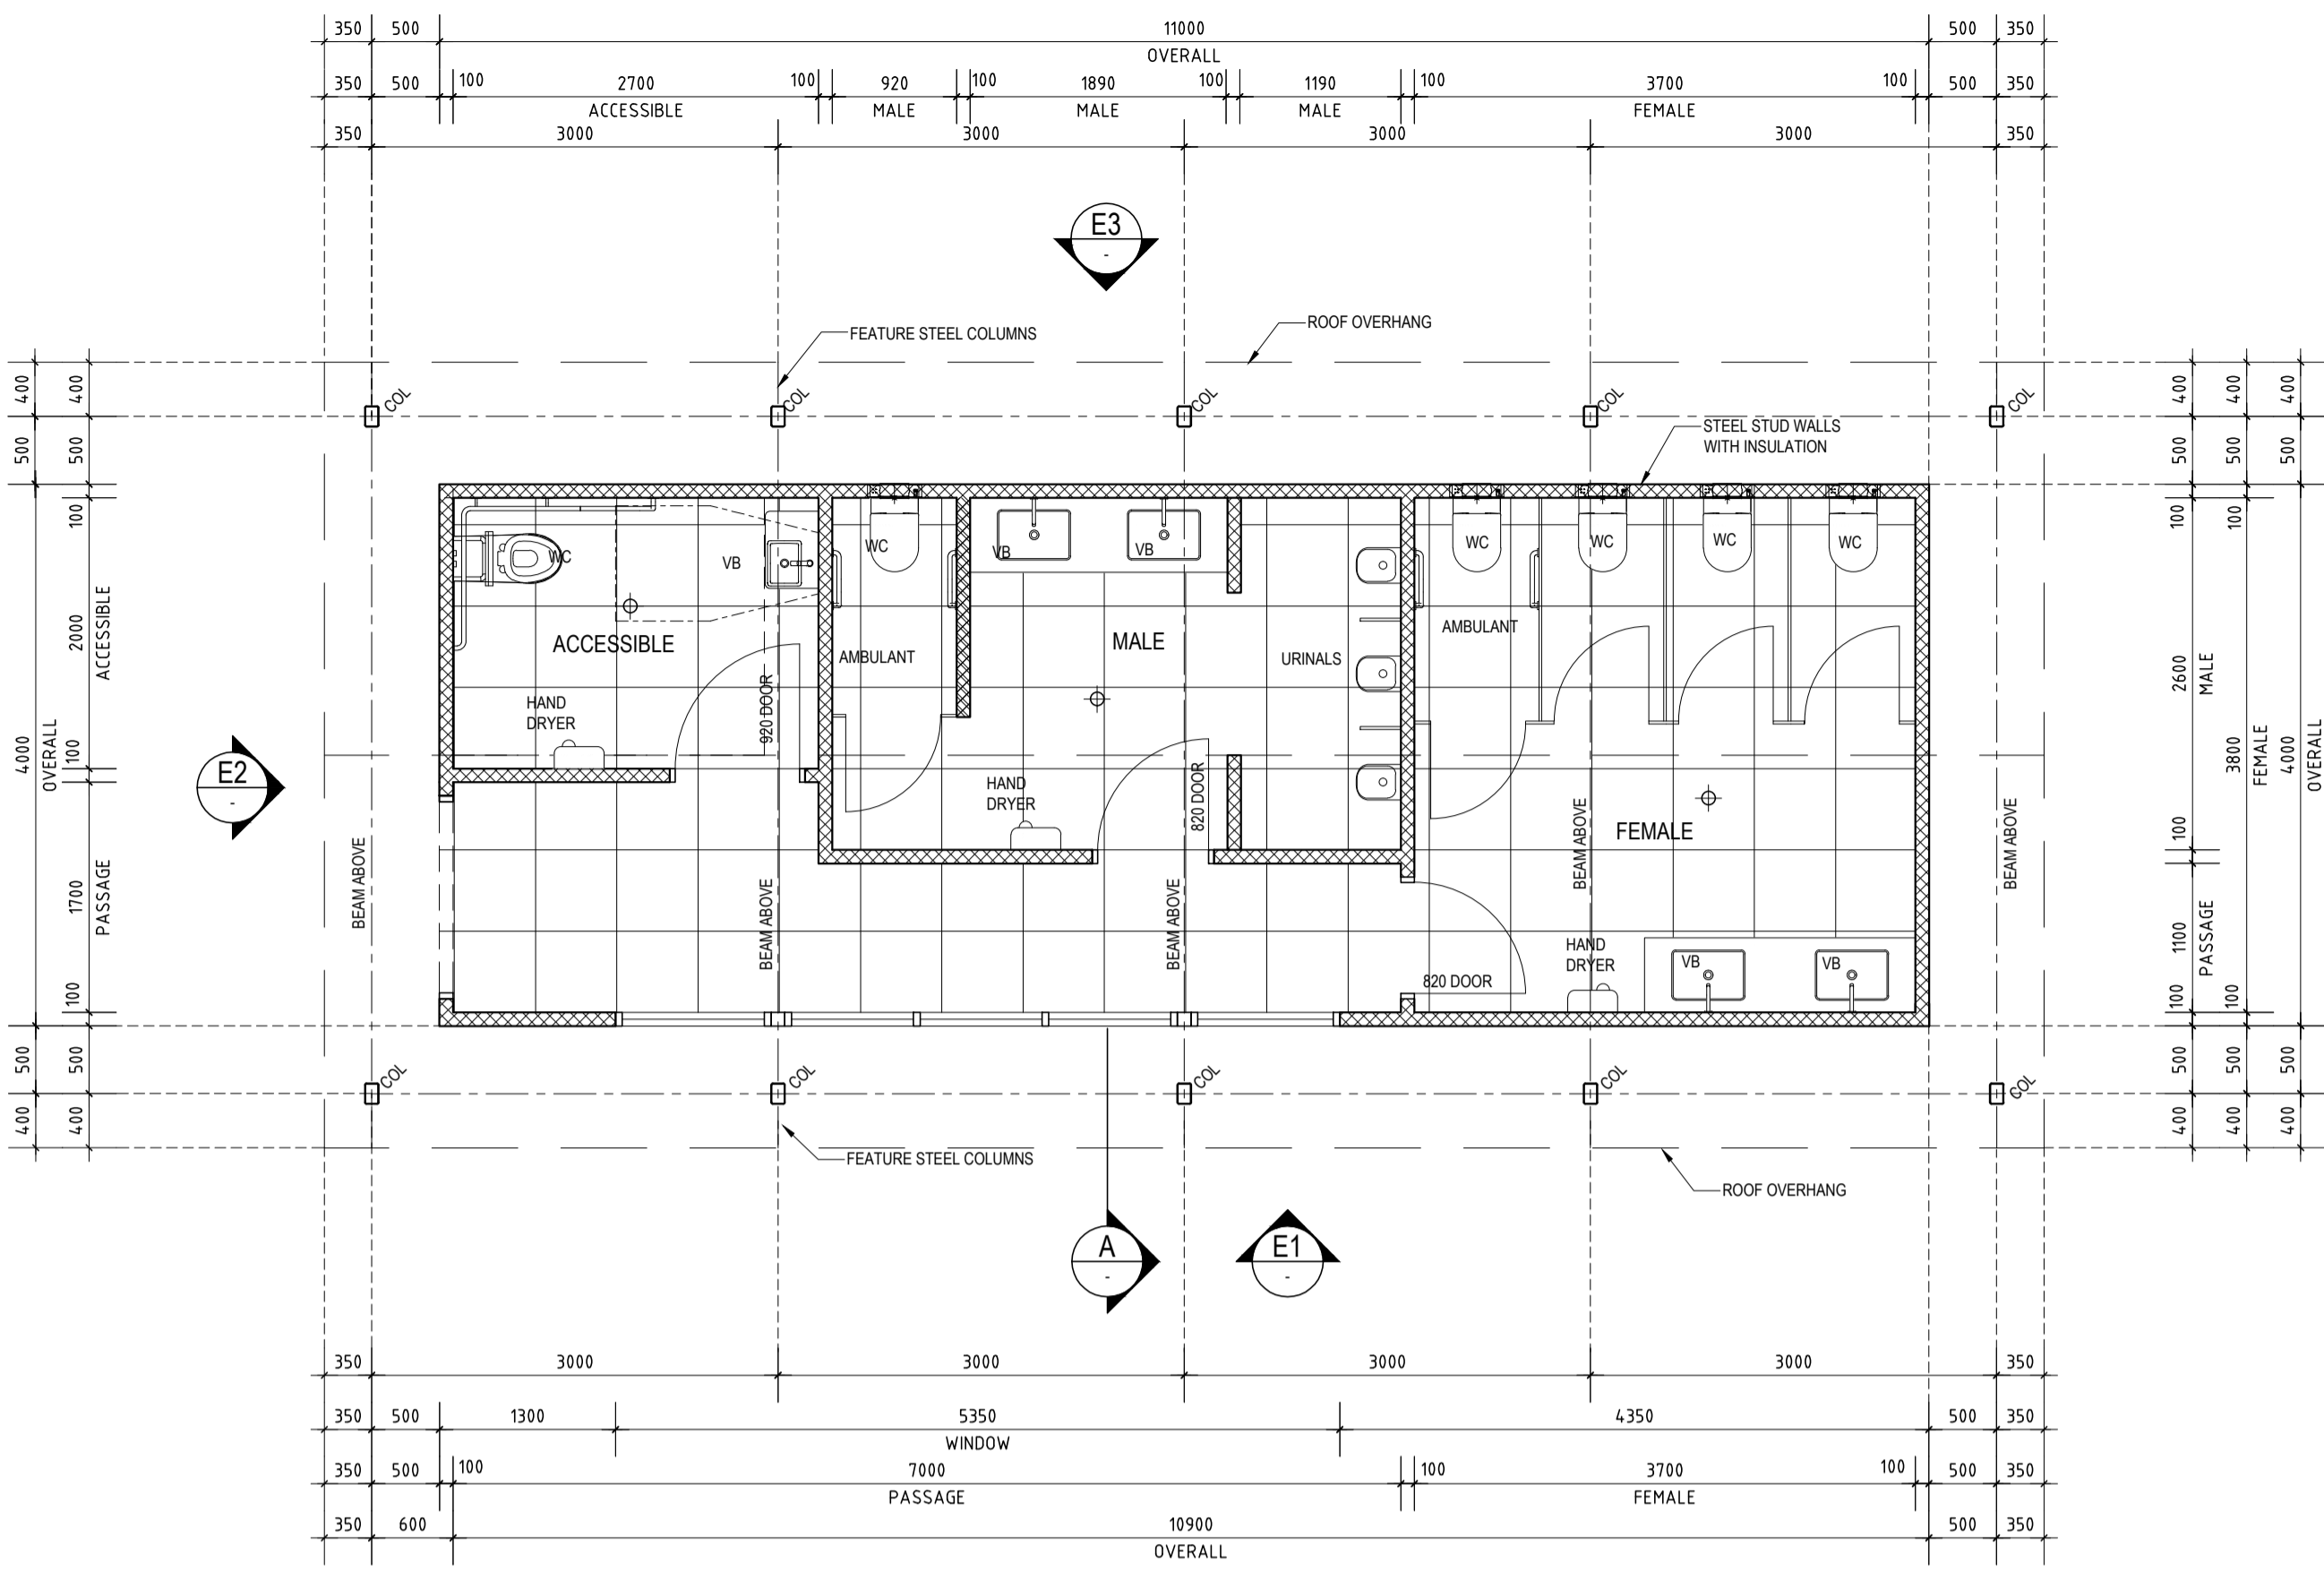 350 500 11000 500 350
OVERALL
350 500 100 2700 100 920 100 1890 100 1190 100 3700 100 500 350
ACCESSIBLE MALE MALE MALE FEMALE
350 3000 3000 3000 3000 350
E3
-
FEATURE STEEL COLUMNS
ROOF OVERHANG
COL COL COL COL COL
STEEL STUD WALLS
WITH INSULATION
400 500 4000 500 400
OVERALL
400 500 100 2000 100 1700 100 500 400
ACCESSIBLE PASSAGE
E2
-
WC
VB
ACCESSIBLE
HAND
DRYER
920 DOOR
WC
AMBULANT
VB
VB
MALE
HAND
DRYER
820 DOOR
URINALS
WC WC WC WC
AMBULANT
FEMALE
820 DOOR
HAND
DRYER
VB
VB
BEAM ABOVE
BEAM ABOVE
BEAM ABOVE
BEAM ABOVE
BEAM ABOVE
400 500 100 2600 100 1100 100 500 400
MALE PASSAGE
400 500 100 3800 100 500 400
FEMALE
400 500 4000 500 400
OVERALL
COL COL COL COL COL
FEATURE STEEL COLUMNS
ROOF OVERHANG
A
-
E1
-
350 3000 3000 3000 3000 350
350 500 1300 5350 4350 500 350
WINDOW
350 500 100 7000 100 3700 100 500 350
PASSAGE FEMALE
350 600 10900 500 350
OVERALL